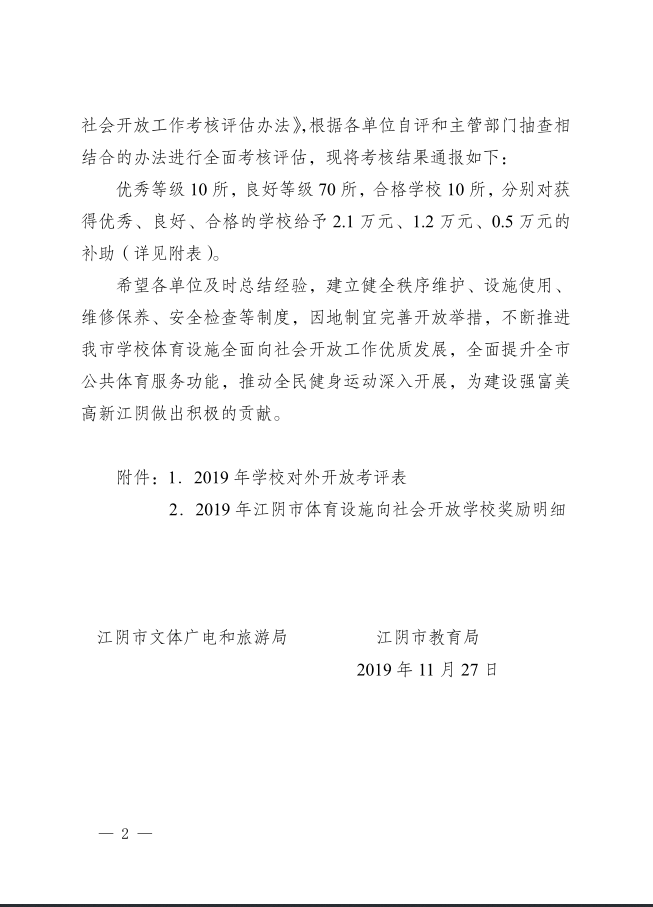 社会开放工作考核评估办法》,根据各单位自评和主管部门抽查相
结合的办法进行全面考核评估，现将考核结果通报如下：
优秀等级 10 所，良好等级 70 所，合格学校 10 所，分别对获
得优秀、良好、合格的学校给予 2.1 万元、1.2 万元、0.5 万元的
补助（详见附表）。
希望各单位及时总结经验，建立健全秩序维护、设施使用、
维修保养、安全检查等制度，因地制宜完善开放举措，不断推进
我市学校体育设施全面向社会开放工作优质发展，全面提升全市
公共体育服务功能，推动全民健身运动深入开展，为建设强富美
高新江阴做出积极的贡献。
附件：1．2019 年学校对外开放考评表
2．2019 年江阴市体育设施向社会开放学校奖励明细
江阴市文体广电和旅游局 江阴市教育局
2019 年 11 月 27 日
— 2 —